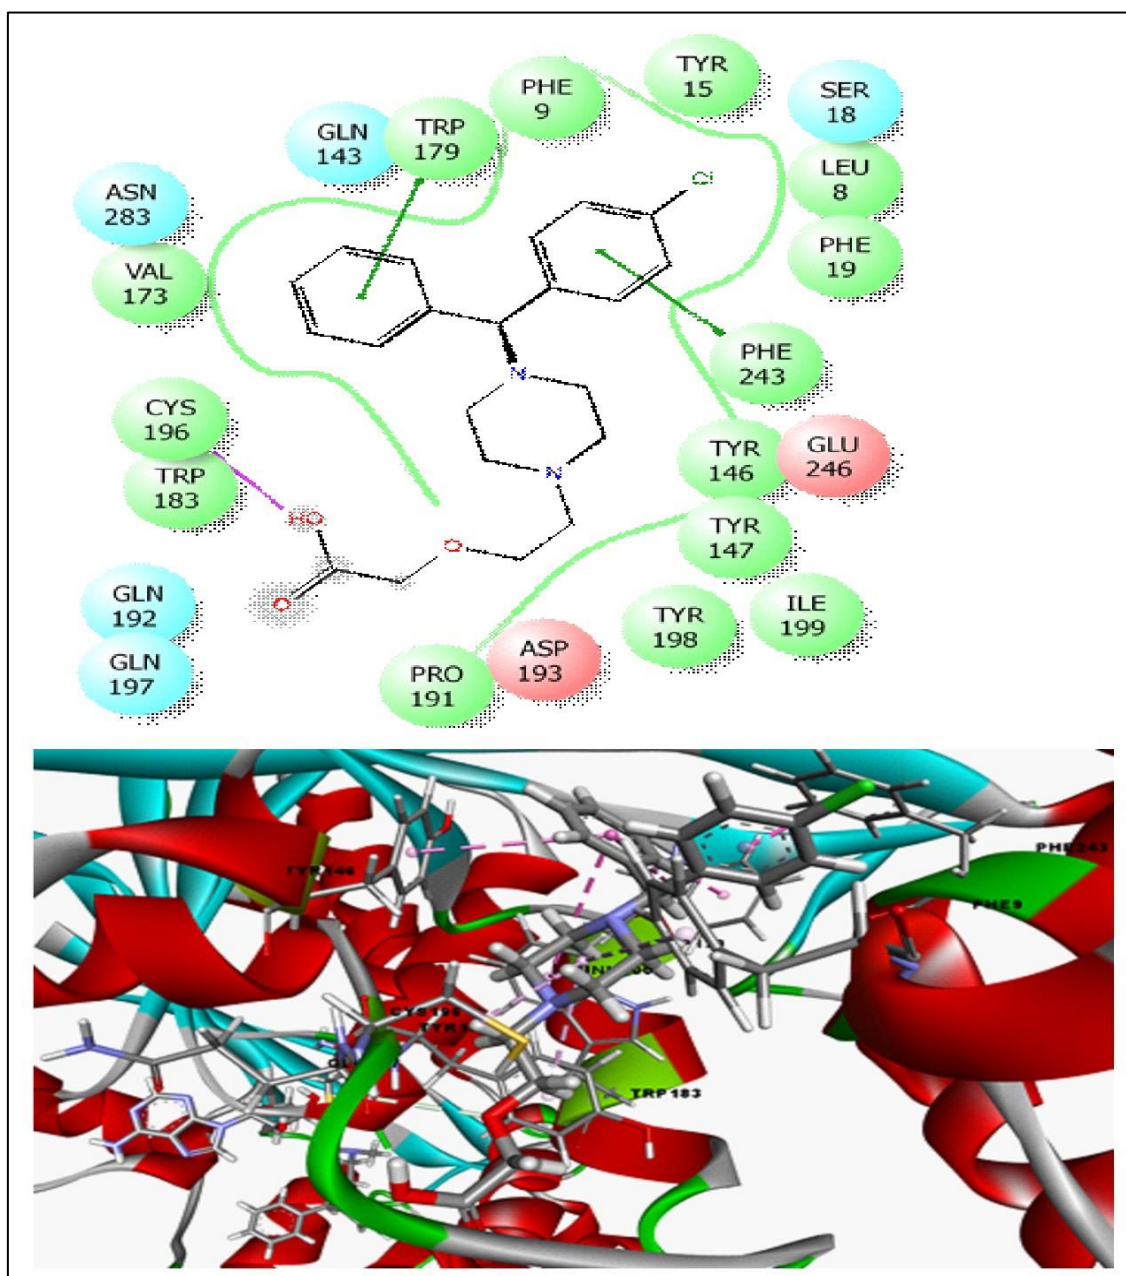 PHE
9
TYR
15
SER
18
GLN
143
TRP
179
Cl
LEU
8
ASN
283
VAL
173
PHE
19
PHE
243
N
CYS
196
TRP
183
TYR
146
GLU
246
N
HO
O
TYR
147
O
GLN
192
GLN
197
TYR
198
ILE
199
PRO
191
ASP
193
TYR146
PHE243
PHE9
CYS196
TRP183